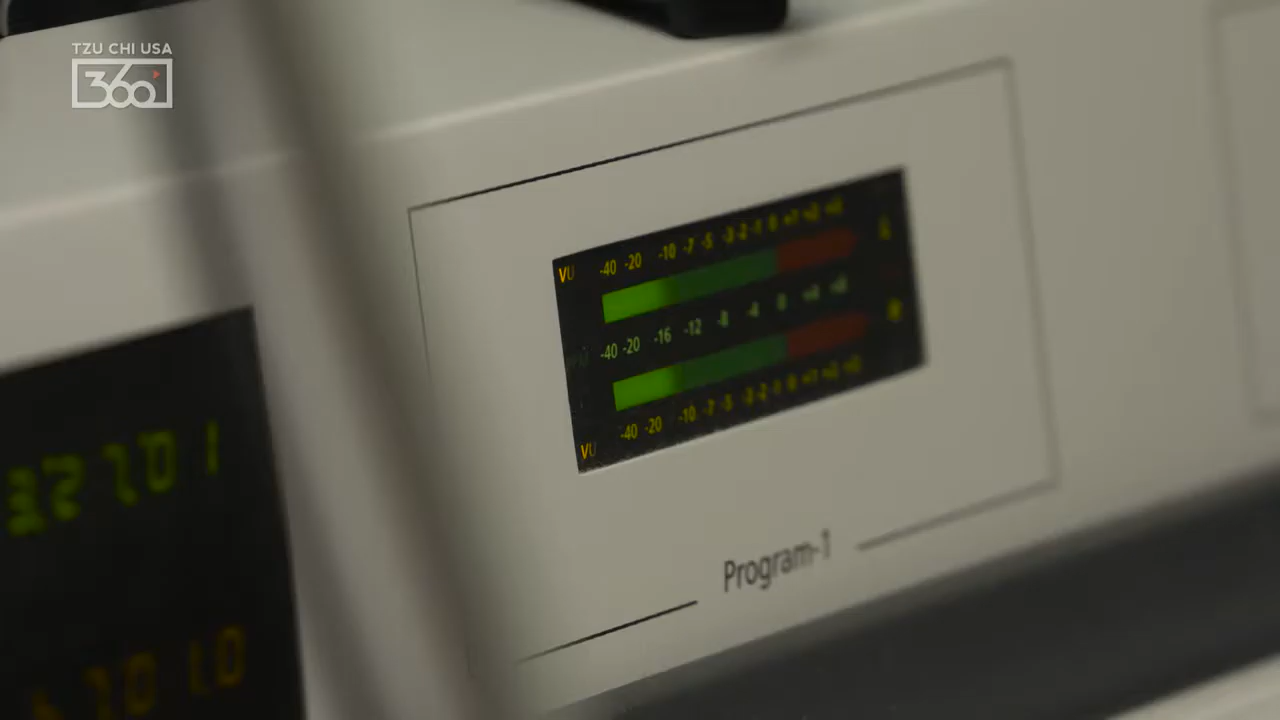 TZU CHI USA
360
VU -40 -20 -10 -7 -5 -3 -2 -1 0 +1 +2 +3
-40 -20 -16 -12 -8 -4 0 +4 +8
VU -40 -20 -10 -7 -5 -3 -2 -1 0 +1 +2 +3
Program-1